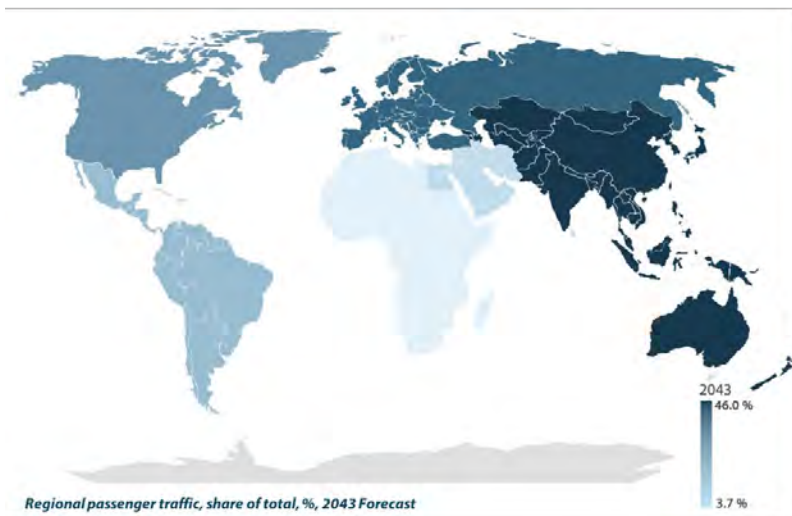 2043
46.0 %
3.7 %
Regional passenger traffic, share of total, %, 2043 Forecast